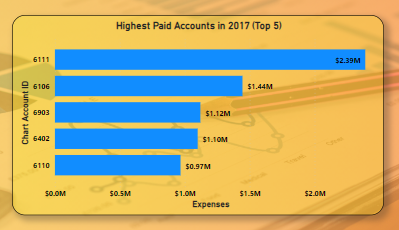 Highest Paid Accounts in 2017 (Top 5)
Chart Account ID
6111 $2.39M
6106 $1.44M
6903 $1.12M
6402 $1.10M
6110 $0.97M
$0.0M $0.5M $1.0M $1.5M $2.0M
Expenses